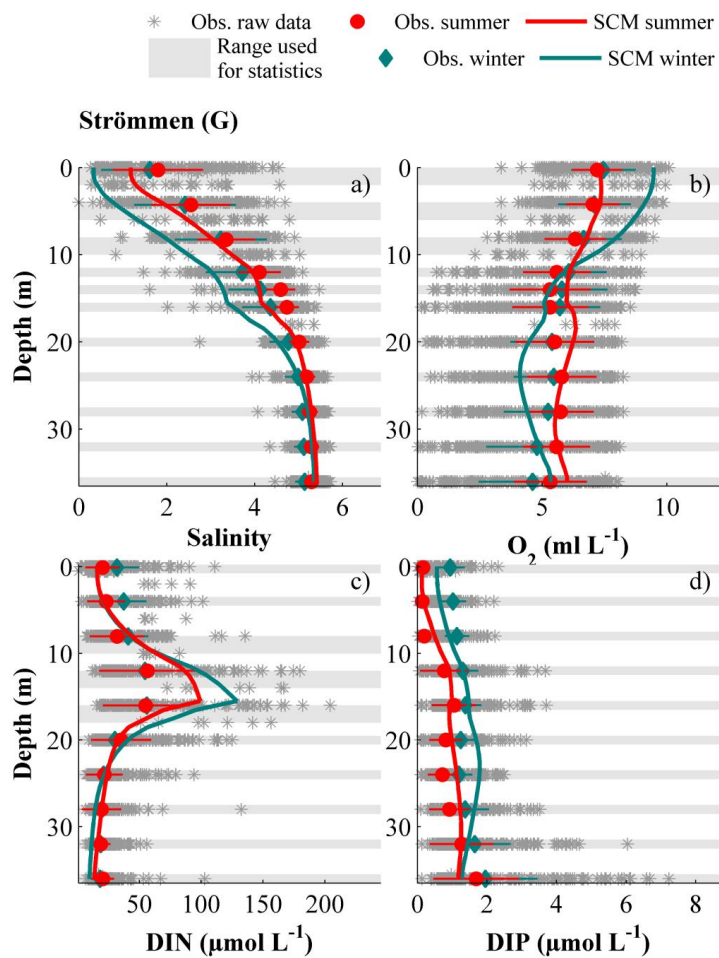 Obs. raw data Obs. summer SCM summer
Range used for statistics Obs. winter SCM winter
Strömmen (G)
a) b)
0 10 20 30
Depth (m)
0 10 20 30
0 2 4 6
Salinity
0 5 10
O2 (ml L-1)
c) d)
0 10 20 30
Depth (m)
0 10 20 30
50 100 150 200
DIN (µmol L-1)
0 2 4 6 8
DIP (µmol L-1)